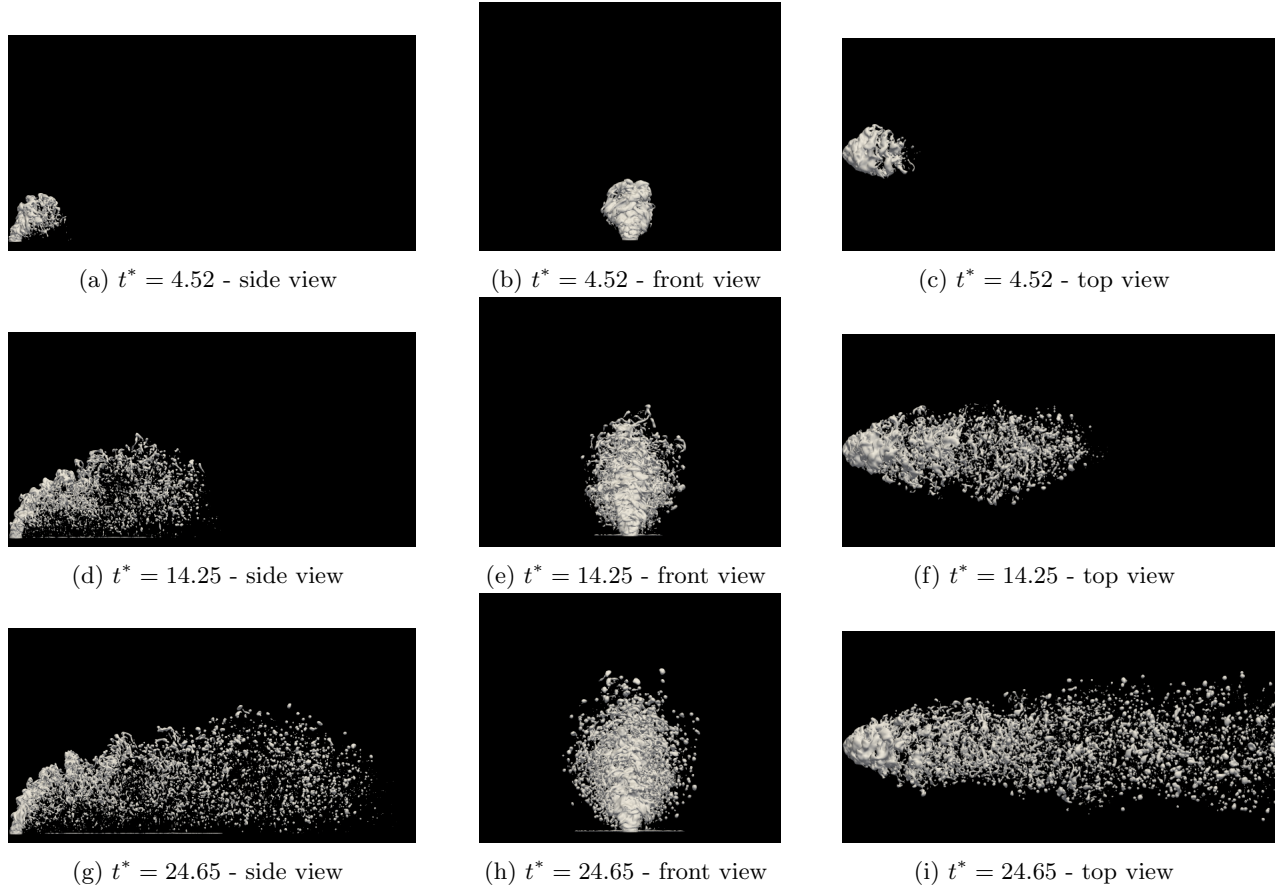 (a) t* = 4.52 - side view
(b) t* = 4.52 - front view
(c) t* = 4.52 - top view
(d) t* = 14.25 - side view
(e) t* = 14.25 - front view
(f) t* = 14.25 - top view
(g) t* = 24.65 - side view
(h) t* = 24.65 - front view
(i) t* = 24.65 - top view